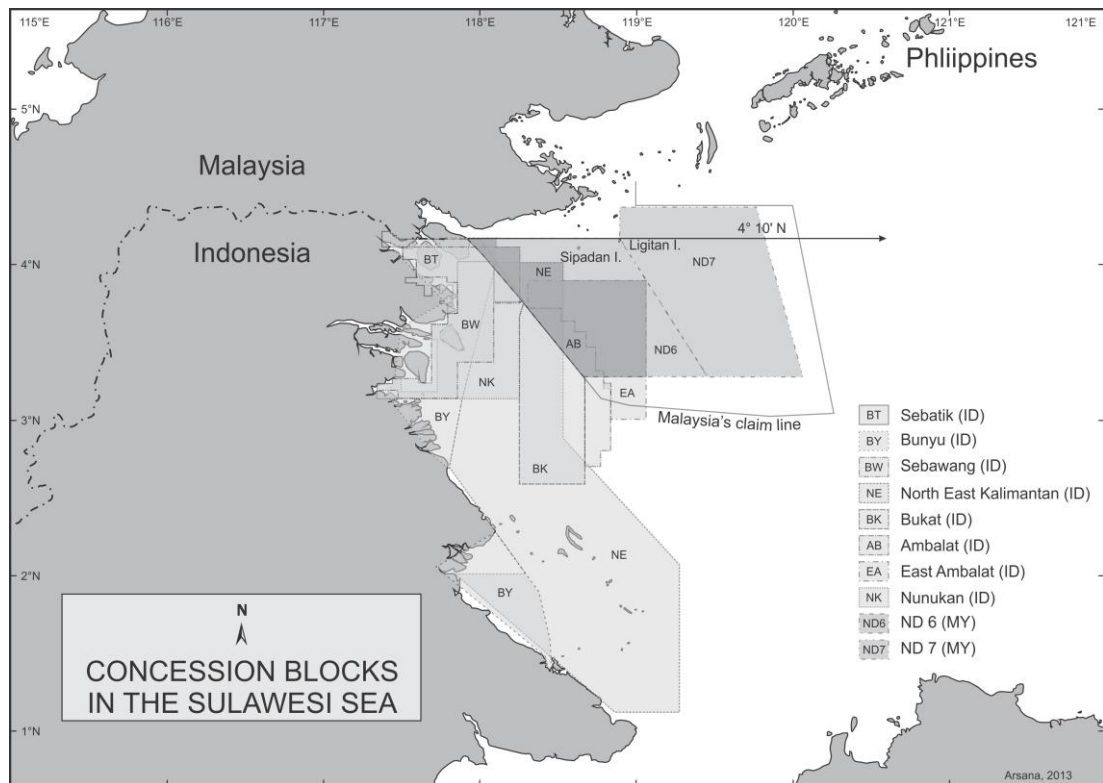 115°E 116°E 117°E 118°E 119°E 120°E 121°E 121°E
Phliippines
5°N
Malaysia
4° 10' N
Indonesia
Ligitan I.
Sipadan I.
4°N
BT
NE
ND7
BW
AB
ND6
NK
EA
3°N
BY
Malaysia's claim line
BK
NE
2°N
BY
1°N
BT Sebatik (ID)
BY Bunyu (ID)
BW Sebawang (ID)
NE North East Kalimantan (ID)
BK Bukat (ID)
AB Ambalat (ID)
EA East Ambalat (ID)
NK Nunukan (ID)
ND6 ND 6 (MY)
ND7 ND 7 (MY)
N
CONCESSION BLOCKS
IN THE SULAWESI SEA
Arsana, 2013